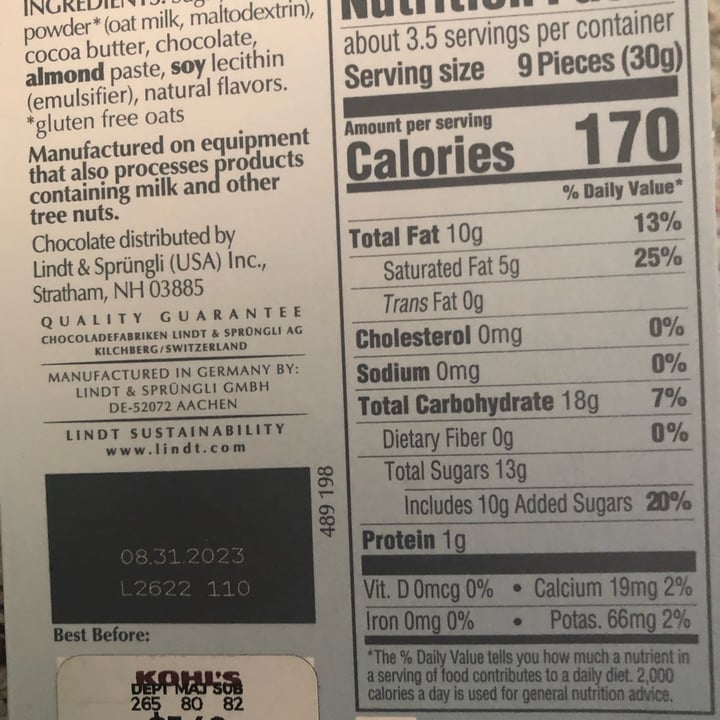 INGREDIENTS:
powder* (oat milk, maltodextrin),
cocoa butter, chocolate,
almond paste, soy lecithin
(emulsifier), natural flavors.
*gluten free oats
Manufactured on equipment
that also processes products
containing milk and other
tree nuts.
Chocolate distributed by
Lindt & Sprüngli (USA) Inc.,
Stratham, NH 03885
QUALITY GUARANTEE
CHOCOLADEFABRIKEN LINDT & SPRÜNGLI AG
KILCHBERG/SWITZERLAND
MANUFACTURED IN GERMANY BY:
LINDT & SPRÜNGLI GMBH
DE-52072 AACHEN
LINDT SUSTAINABILITY
www.lindt.com
08.31.2023
L2622 110
Best Before:
489 198
KOHL'S
DEPT MAJ SUB
265 80 82
Nutrition
about 3.5 servings per container
Serving size 9 Pieces (30g)
Amount per serving
Calories 170
% Daily Value*
Total Fat 10g 13%
Saturated Fat 5g 25%
Trans Fat 0g
Cholesterol 0mg 0%
Sodium 0mg 0%
Total Carbohydrate 18g 7%
Dietary Fiber 0g 0%
Total Sugars 13g
Includes 10g Added Sugars 20%
Protein 1g
Vit. D 0mcg 0% • Calcium 19mg 2%
Iron 0mg 0% • Potas. 66mg 2%
*The % Daily Value tells you how much a nutrient in
a serving of food contributes to a daily diet. 2,000
calories a day is used for general nutrition advice.